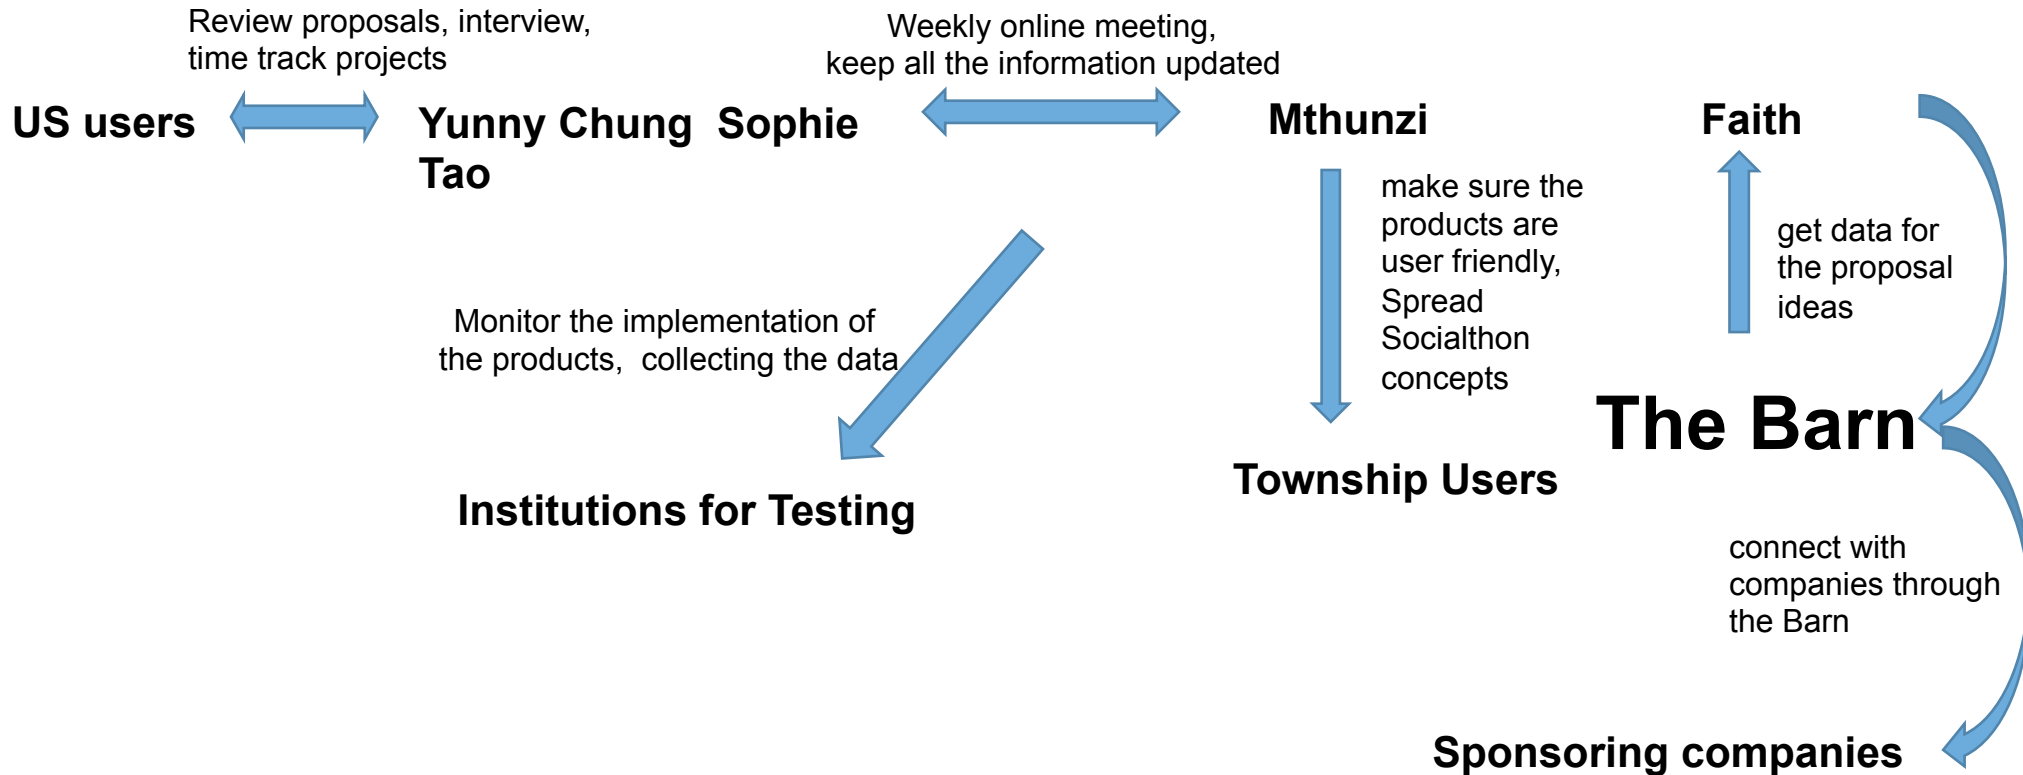 Review proposals, interview,
time track projects
Weekly online meeting,
keep all the information updated
US users
Yunny Chung  Sophie
Tao
Mthunzi
Faith
make sure the
products are
user friendly,
Spread
Socialthon
concepts
get data for
the proposal
ideas
Monitor the implementation of
the products,  collecting the data
The Barn
Township Users
Institutions for Testing
connect with
companies through
the Barn
Sponsoring companies